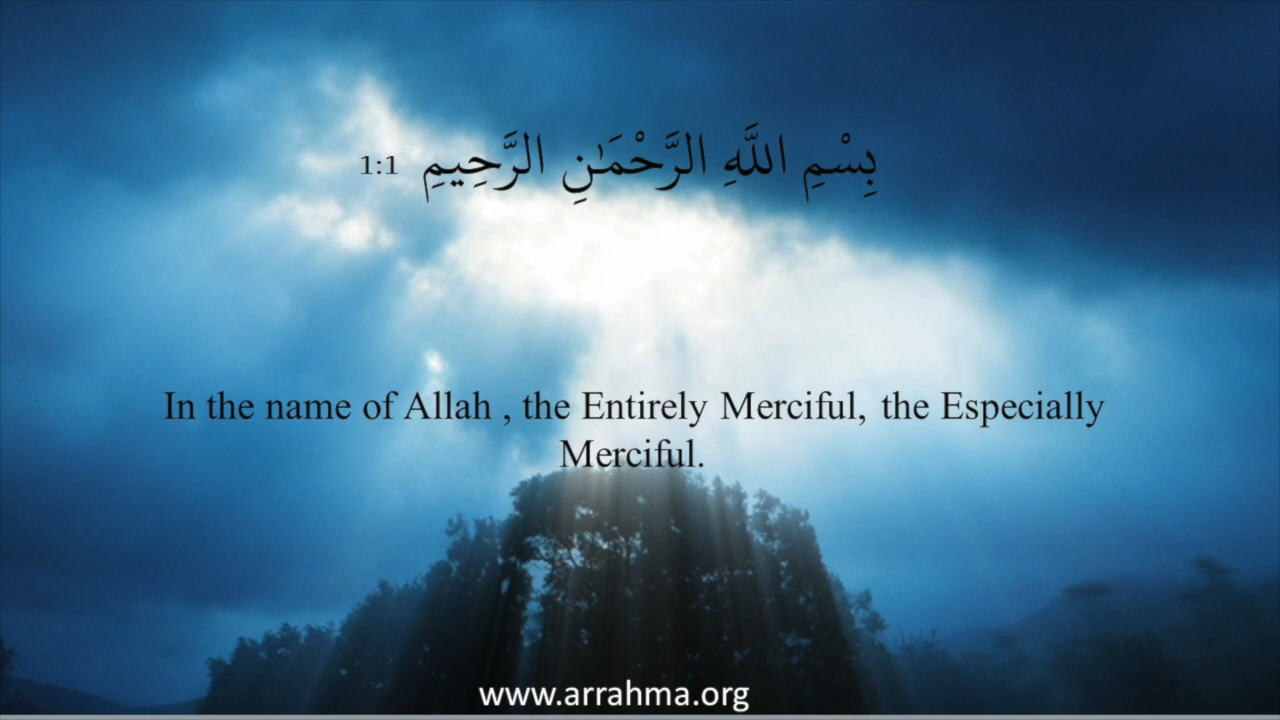 بِسْمِ اللَّهِ الرَّحْمَٰنِ الرَّحِيمِ 1:1
In the name of Allah , the Entirely Merciful, the Especially
Merciful.
www.arrahma.org